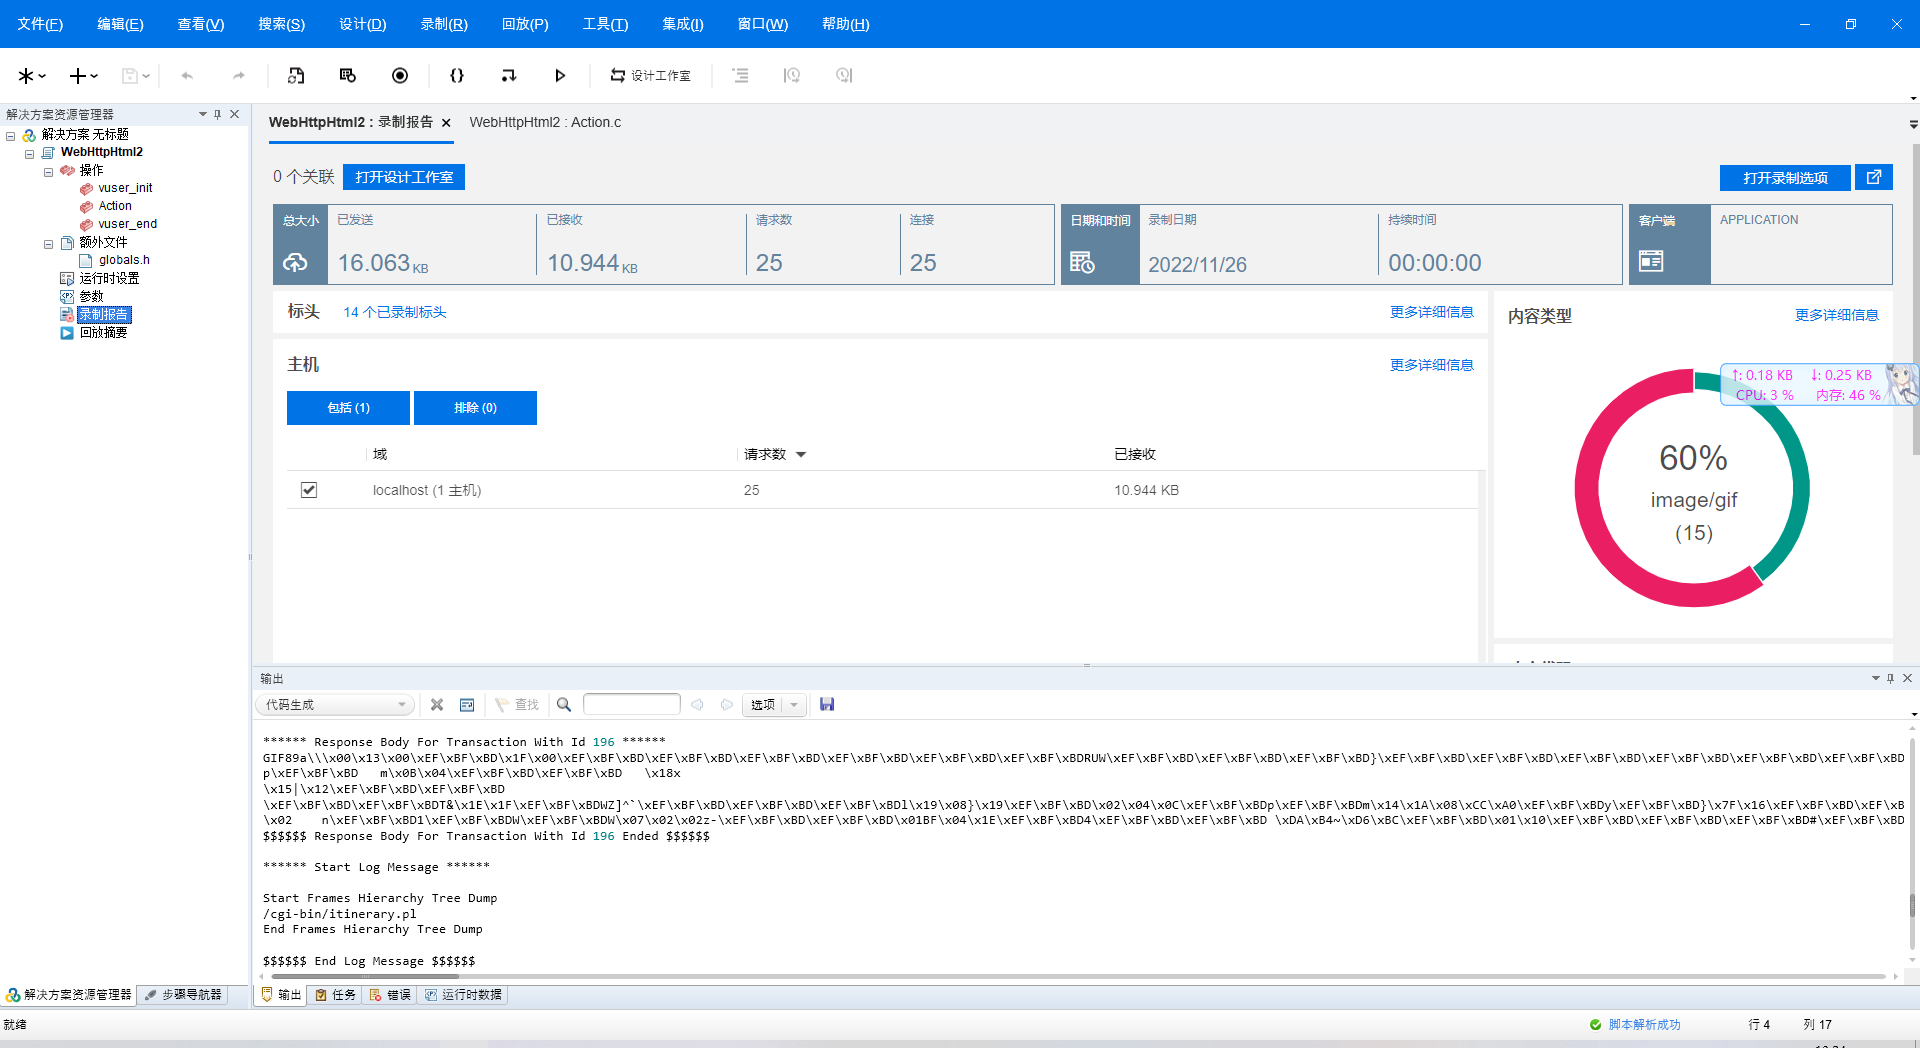 文件(F) 编辑(E) 查看(V) 搜索(S) 设计(D) 录制(R) 回放(P) 工具(T) 集成(I) 窗口(W) 帮助(H)
设计工作室
解决方案资源管理器
解决方案 无标题
WebHttpHtml2
操作
vuser_init
Action
vuser_end
额外文件
globals.h
运行时设置
参数
录制报告
回放摘要
WebHttpHtml2 : 录制报告 WebHttpHtml2 : Action.c
0 个关联 打开设计工作室 打开录制选项
总大小 已发送 已接收 请求数 连接 日期和时间 录制日期 持续时间 客户端 APPLICATION
16.063 KB 10.944 KB 25 25 2022/11/26 00:00:00
标头 14 个已录制标头 更多详细信息
内容类型 更多详细信息
主机 更多详细信息
包括 (1) 排除 (0)
↑: 0.18 KB ↓: 0.25 KB
CPU: 3 % 内存: 46 %
域 请求数 已接收
localhost (1 主机) 25 10.944 KB
60%
image/gif
(15)
输出
代码生成 查找 选项
****** Response Body For Transaction With Id 196 ******
GIF89a\\\x00\x13\x00\xEF\xBF\xBD\x1F\x00\xEF\xBF\xBD\xEF\xBF\xBD\xEF\xBF\xBD\xEF\xBF\xBD\xEF\xBF\xBD\xEF\xBF\xBDRUW\xEF\xBF\xBD\xEF\xBF\xBD\xEF\xBF\xBD}\xEF\xBF\xBD\xEF\xBF\xBD\xEF\xBF\xBD\xEF\xBF\xBD\xEF\xBF\xBD\xEF\xBF\xBD
p\xEF\xBF\xBD m\x0B\x04\xEF\xBF\xBD\xEF\xBF\xBD \x18x
\x15|\x12\xEF\xBF\xBD\xEF\xBF\xBD
\xEF\xBF\xBD\xEF\xBF\xBDT&\x1E\x1F\xEF\xBF\xBDWZ]^`\xEF\xBF\xBD\xEF\xBF\xBD\xEF\xBF\xBDl\x19\x08}\x19\xEF\xBF\xBD\x02\x04\x0C\xEF\xBF\xBDp\xEF\xBF\xBDm\x14\x1A\x08\xCC\xA0\xEF\xBF\xBDy\xEF\xBF\xBD}\x7F\x16\xEF\xBF\xBD\xEF\xB
\x02 n\xEF\xBF\xBD1\xEF\xBF\xBDW\xEF\xBF\xBDW\x07\x02\x02z-\xEF\xBF\xBD\xEF\xBF\xBD\x01BF\x04\x1E\xEF\xBF\xBD4\xEF\xBF\xBD\xEF\xBF\xBD \xDA\xB4~\xD6\xBC\xEF\xBF\xBD\x01\x10\xEF\xBF\xBD\xEF\xBF\xBD\xEF\xBF\xBD#\xEF\xBF\xBD
$$$$$$ Response Body For Transaction With Id 196 Ended $$$$$$
****** Start Log Message ******
Start Frames Hierarchy Tree Dump
/cgi-bin/itinerary.pl
End Frames Hierarchy Tree Dump
$$$$$$ End Log Message $$$$$$
解决方案资源管理器 步骤导航器 输出 任务 错误 运行时数据
就绪 脚本解析成功 行 4 列 17